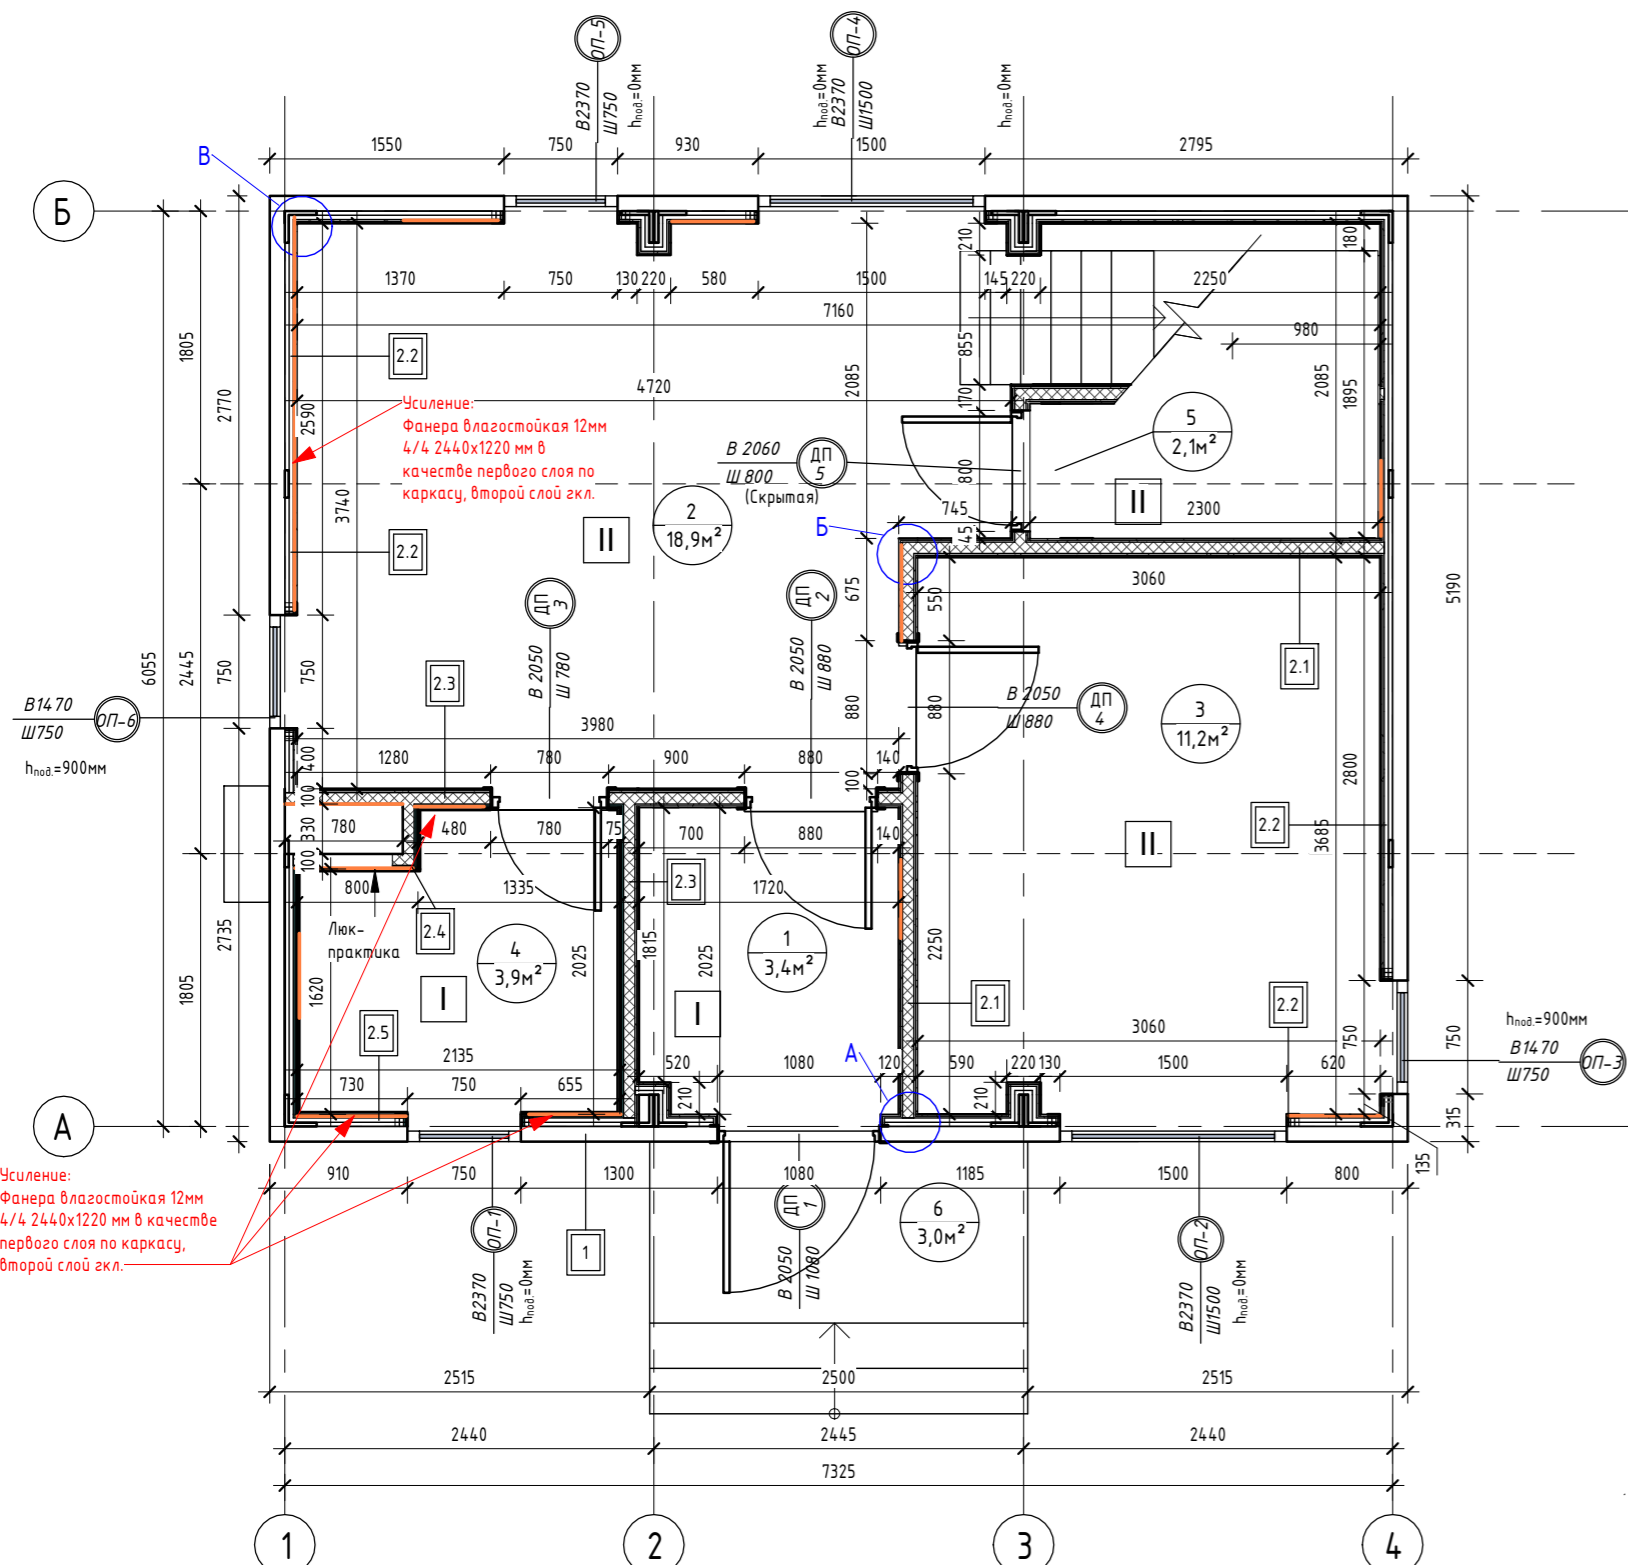 ОП-5
В2370
Ш750
hпод.=0мм
ОП-4
hпод.=0мм
В2370
Ш1500
hпод.=0мм
1550
750
930
1500
2795
В
Б
210
180
1370
750
130
220
580
1500
145
220
2250
7160
980
1805
2770
2590
2.2
4720
2085
855
170
2085
1895
Усиление:
Фанера влагостойкая 12мм
4/4 2440х1220 мм в
качестве первого слоя по
каркасу, второй слой гкл.
5
2,1м²
В 2060
Ш 800
(Скрытая)
ДП
5
800
3740
2
18,9м²
II
745
II
2300
Б
45
2.2
5190
ДП
3
ДП
2
675
550
3060
6055
2445
750
750
2.3
В 2050
Ш 780
В 2050
Ш 880
2.1
В1470
Ш750
ОП-6
880
880
В 2050
Ш 880
ДП
4
3
11,2м²
3980
hпод.=900мм
400
1280
780
900
880
140
100
2800
100
330
780
480
780
75
700
880
140
2.2
II
3685
100
800
1335
2.3
1720
Люк-
практика
2.4
4
3,9м²
2025
1815
2025
1
3,4м²
2250
2735
1805
1620
I
I
2.5
2.1
2.2
hпод.=900мм
В1470
Ш750
ОП-3
2135
3060
750
750
730
750
655
520
1080
120
590
220
130
1500
620
А
210
210
315
А
135
Усиление:
Фанера влагостойкая 12мм
4/4 2440х1220 мм в качестве
первого слоя по каркасу,
второй слой гкл.
910
750
1300
1080
1185
1500
800
ОП-1
В2370
Ш750
hпод.=0мм
1
ДП
1
В 2050
Ш 1080
6
3,0м²
ОП-2
В2370
Ш1500
hпод.=0мм
2515
2500
2515
2440
2445
2440
7325
1
2
3
4